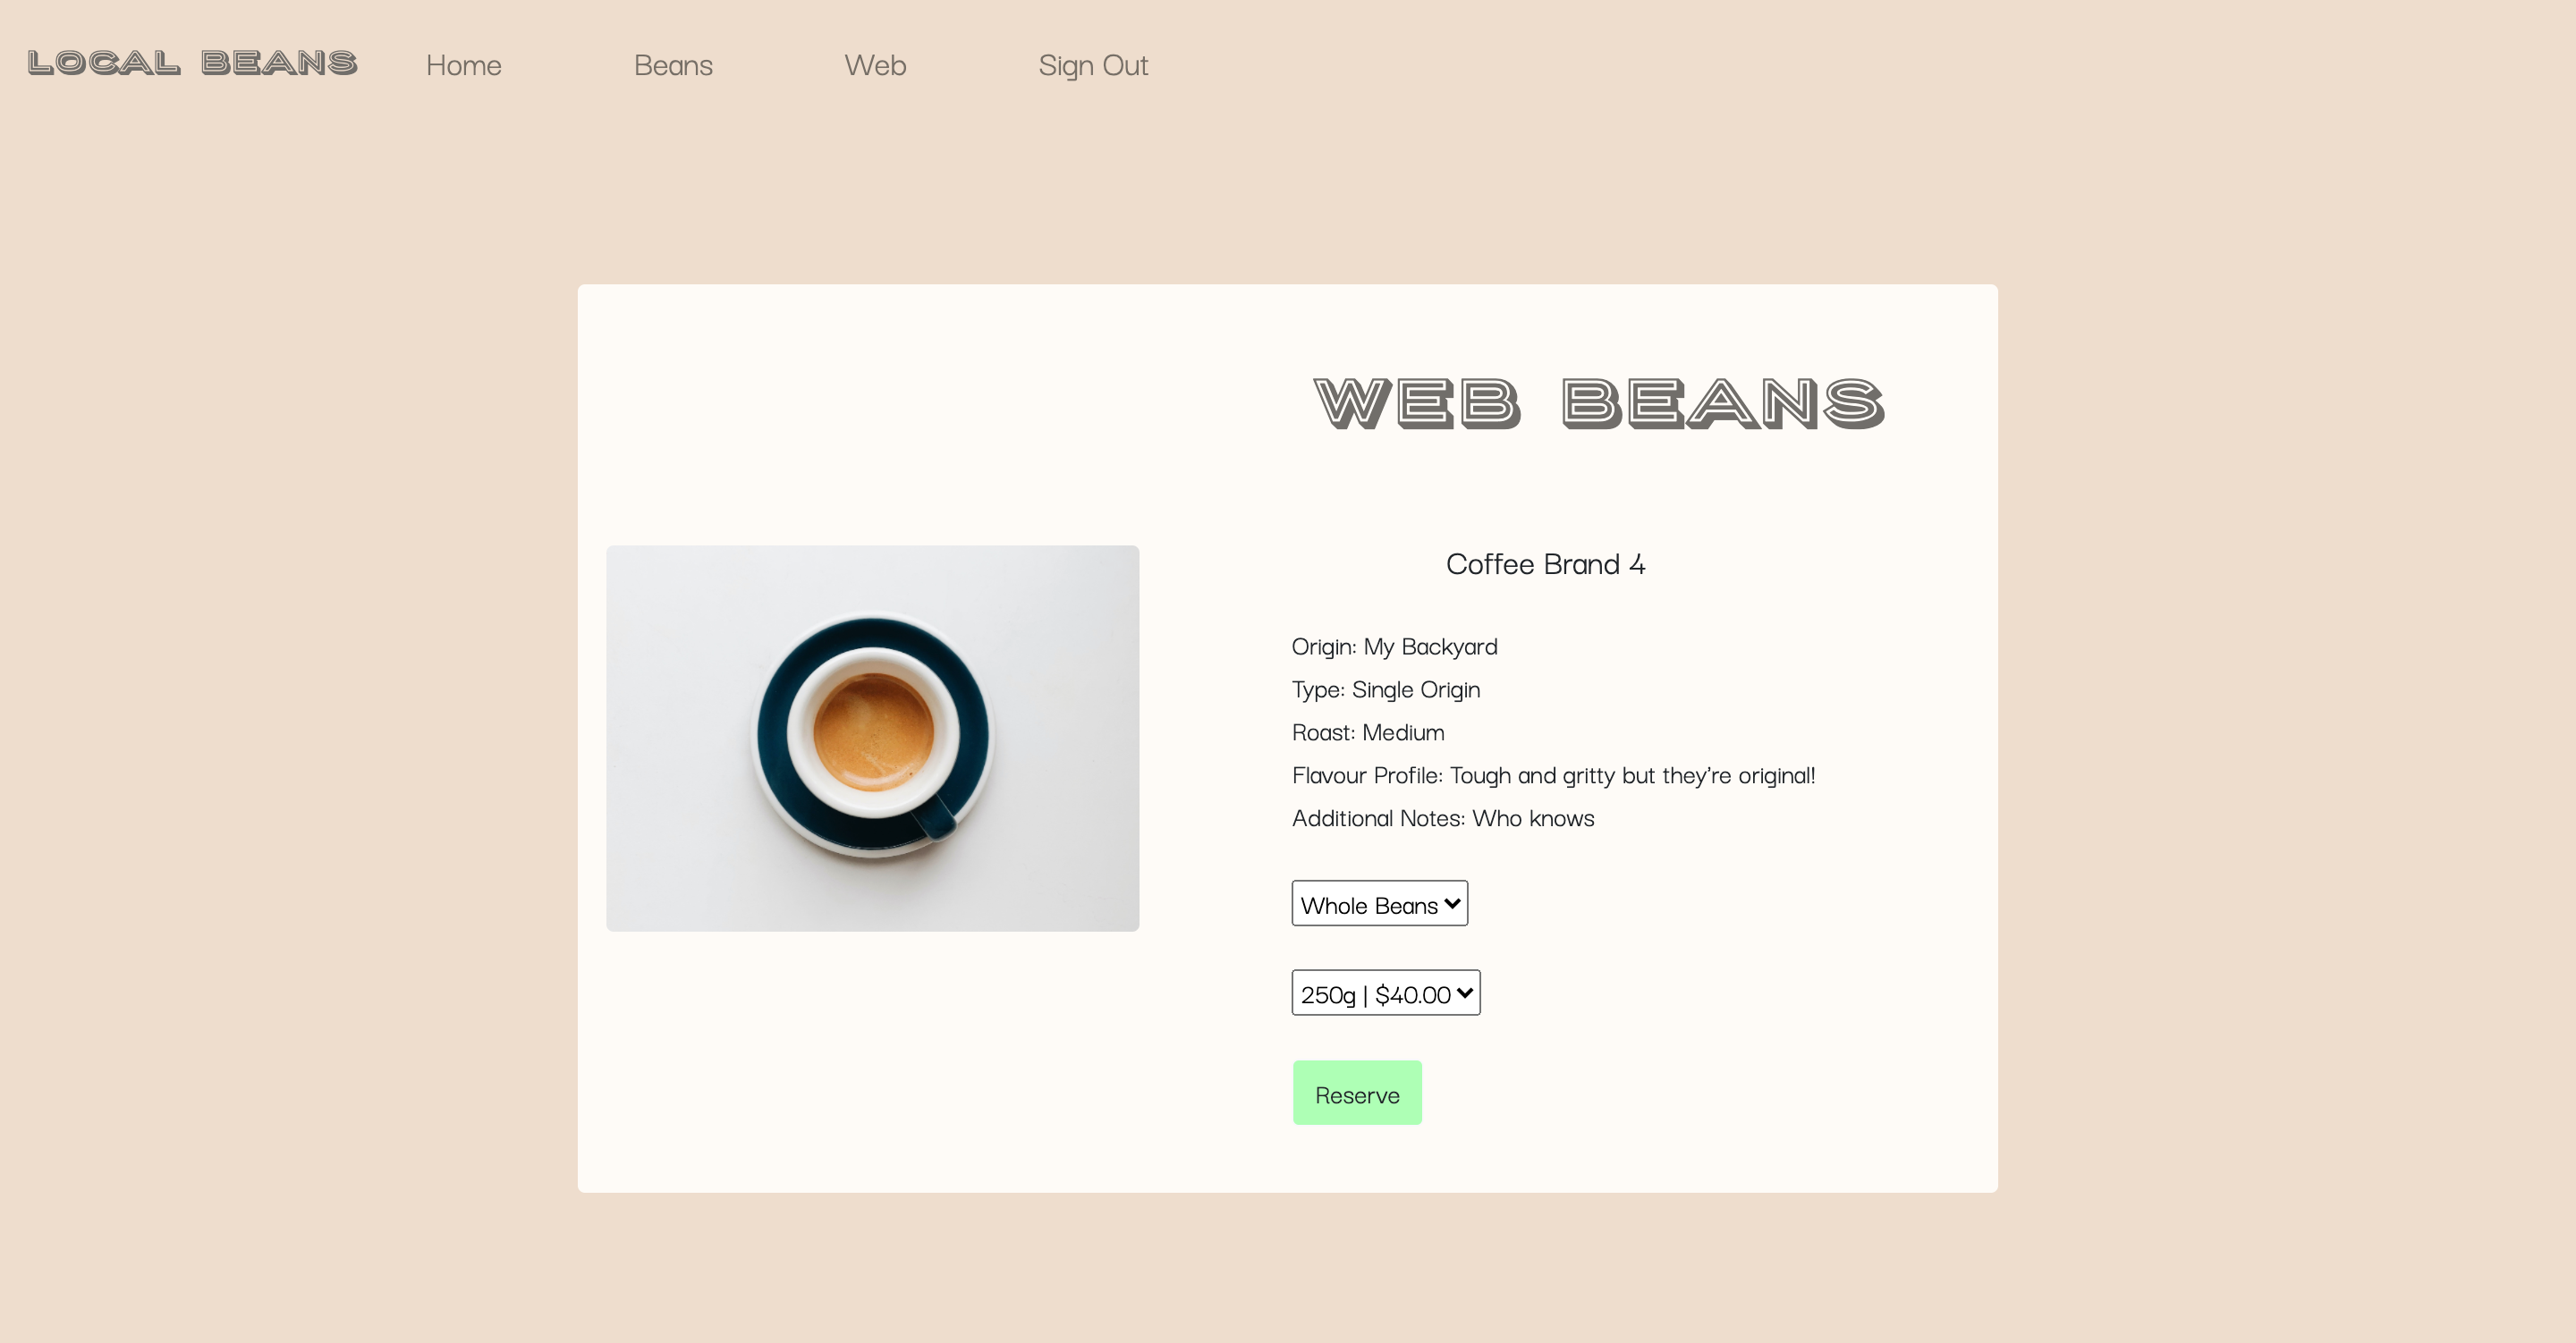 LOCAL BEANS Home Beans Web Sign Out
WEB BEANS
Coffee Brand 4
Origin: My Backyard
Type: Single Origin
Roast: Medium
Flavour Profile: Tough and gritty but they're original!
Additional Notes: Who knows
Whole Beans
250g | $40.00
Reserve